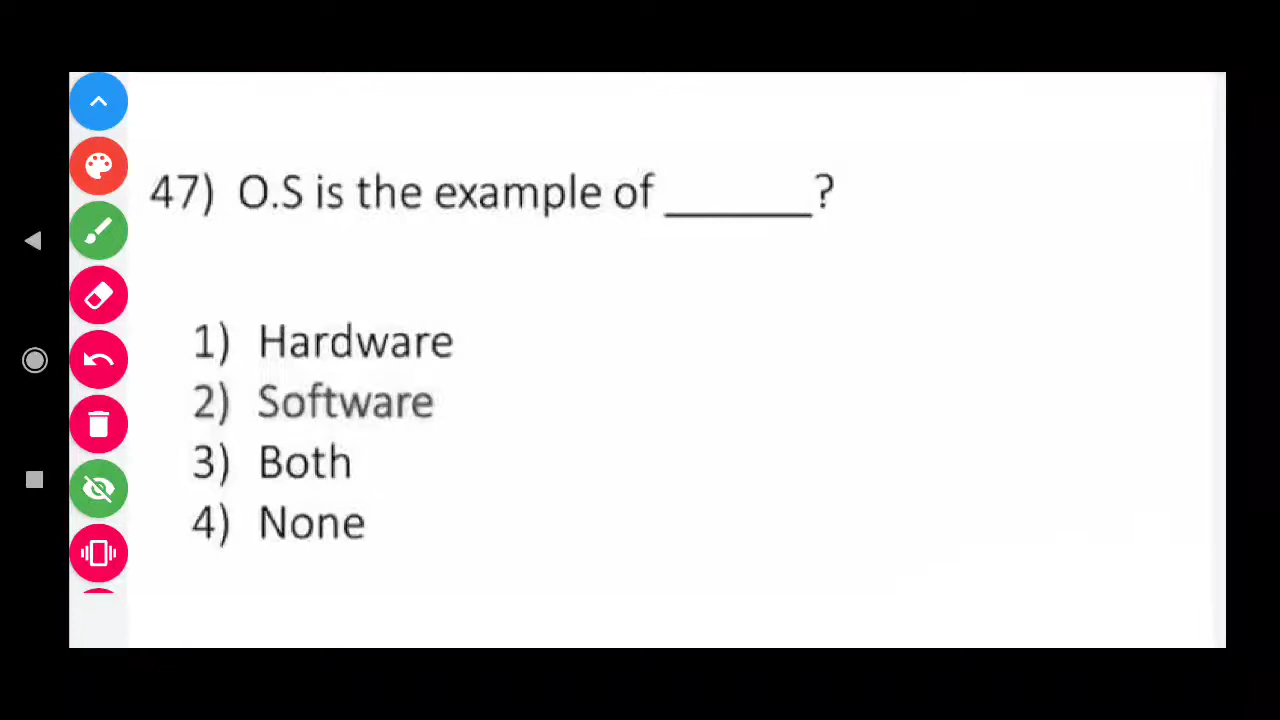 47) O.S is the example of _______?
1) Hardware
2) Software
3) Both
4) None